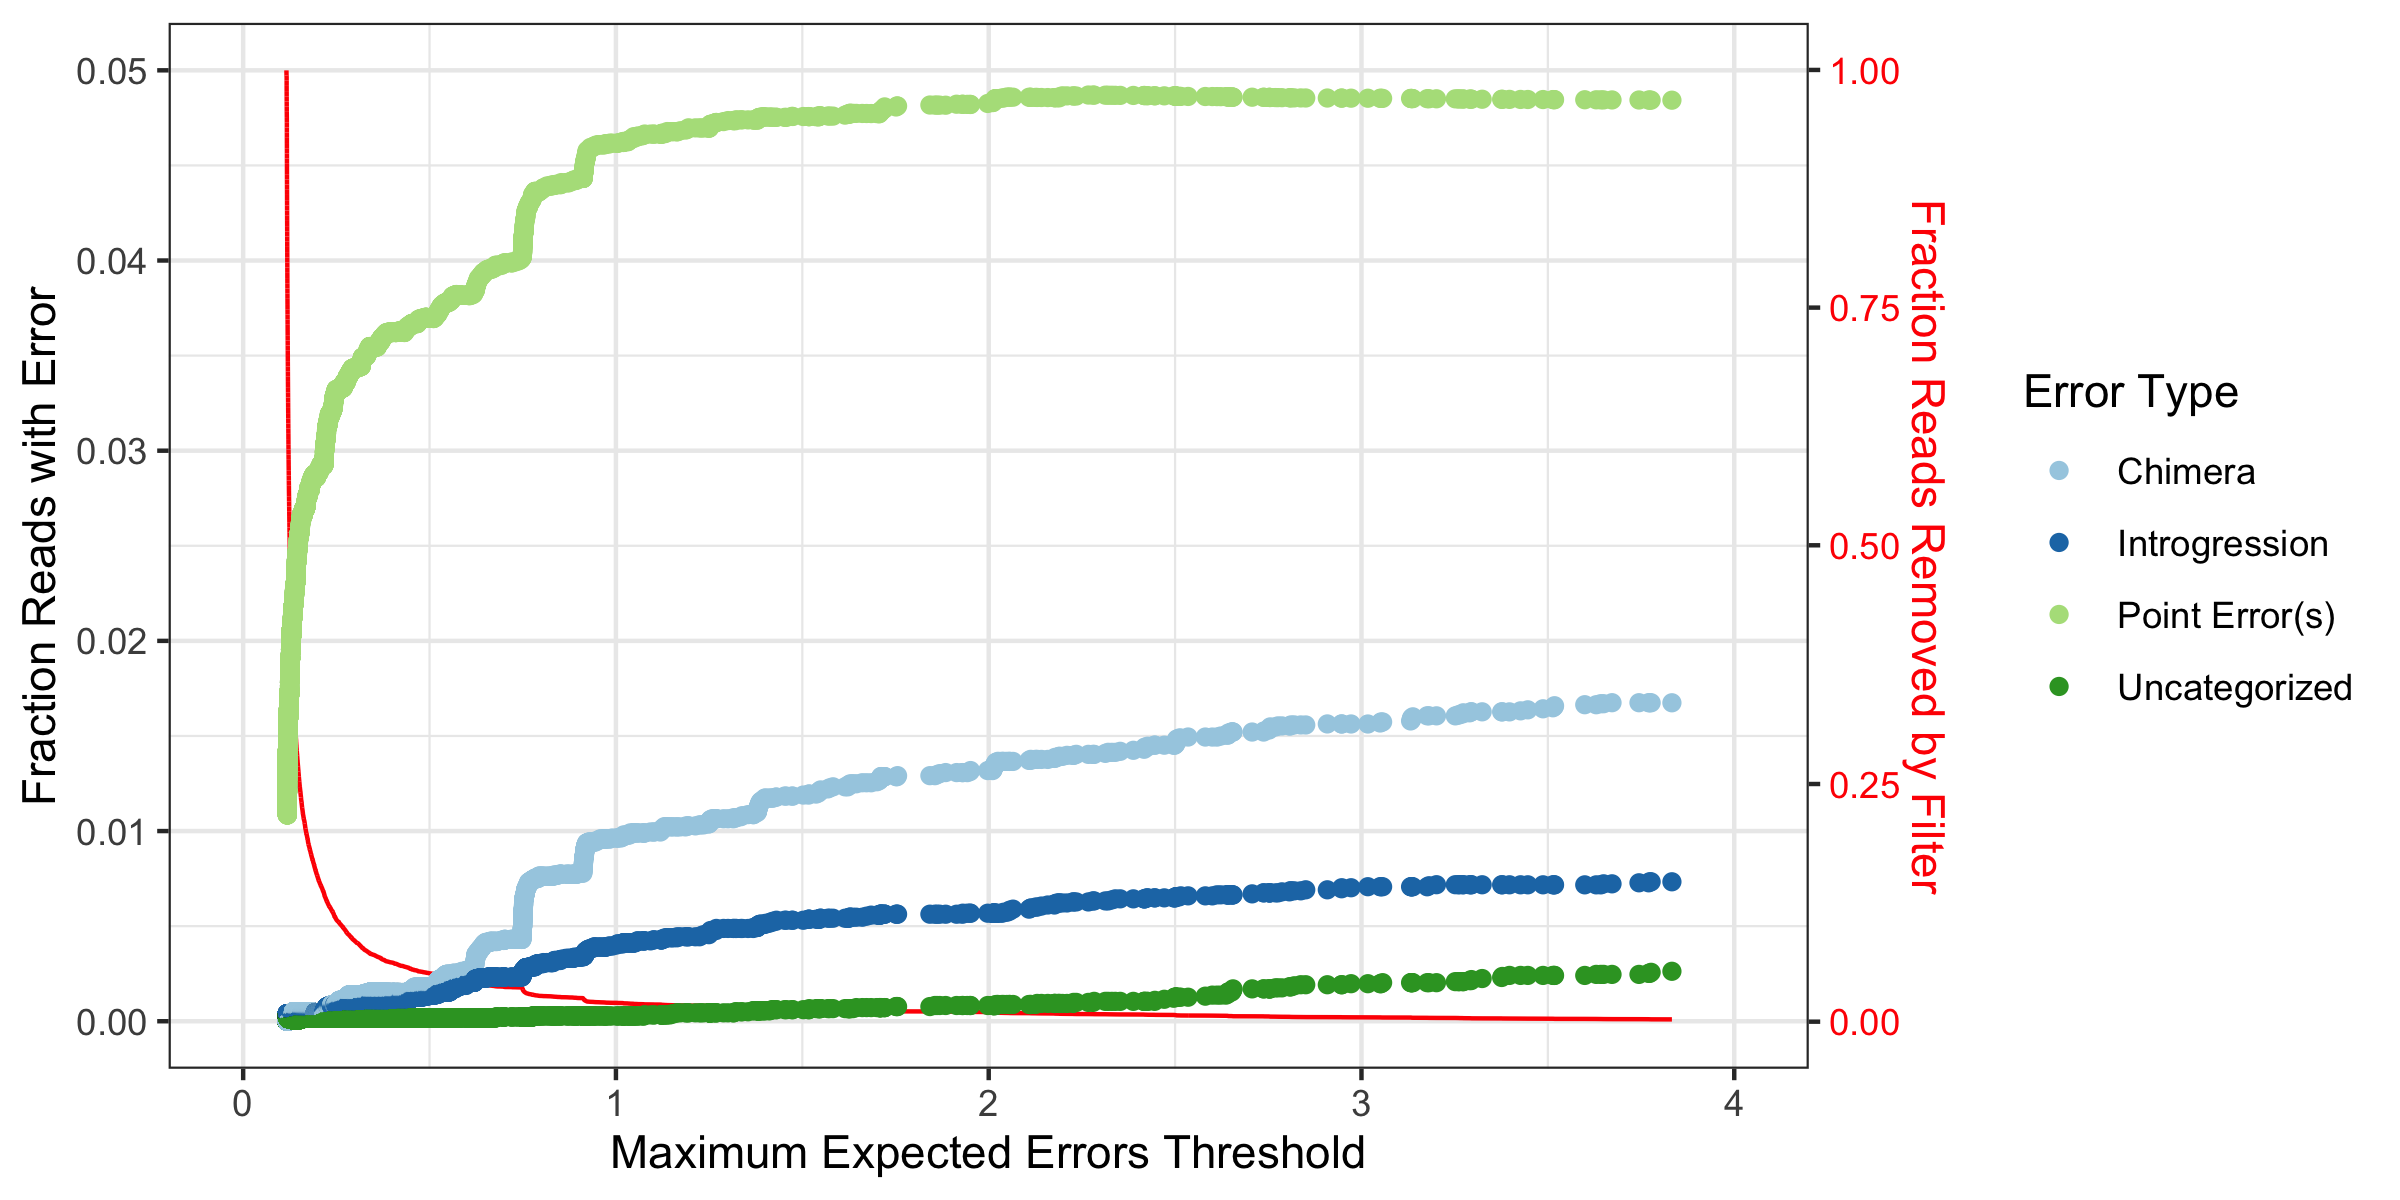 Fraction Reads with Error
0.05
0.04
0.03
0.02
0.01
0.00
0
1
2
3
4
Maximum Expected Errors Threshold
1.00
0.75
0.50
0.25
0.00
Fraction Reads Removed by Filter
Error Type
Chimera
Introgression
Point Error(s)
Uncategorized